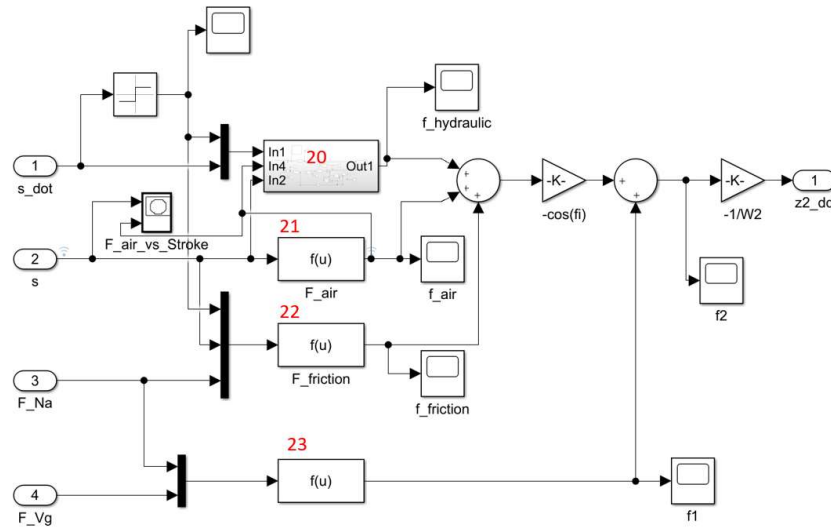 f_hydraulic
1
s_dot
In1
In4
In2
20
Out1
+
+
+
-K-
-cos(fi)
+
+
-K-
-1/W2
1
z2_do
F_air_vs_Stroke
2
s
21
f(u)
F_air
f_air
f2
22
f(u)
F_friction
f_friction
3
F_Na
23
f(u)
f1
4
F_Vg